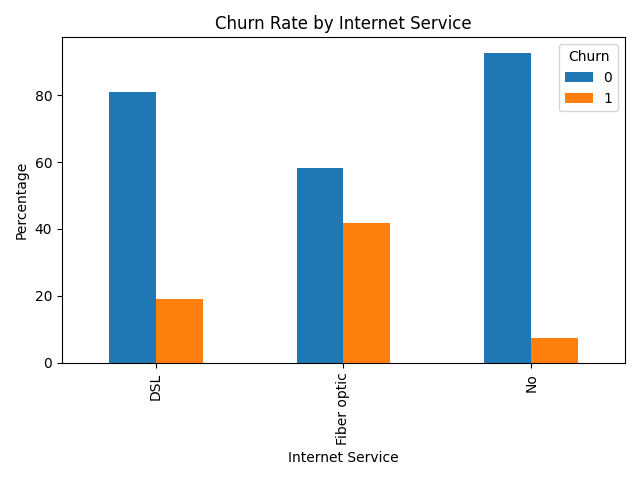 Churn Rate by Internet Service
Churn
0
1
Percentage
80
60
40
20
0
DSL
Fiber optic
No
Internet Service